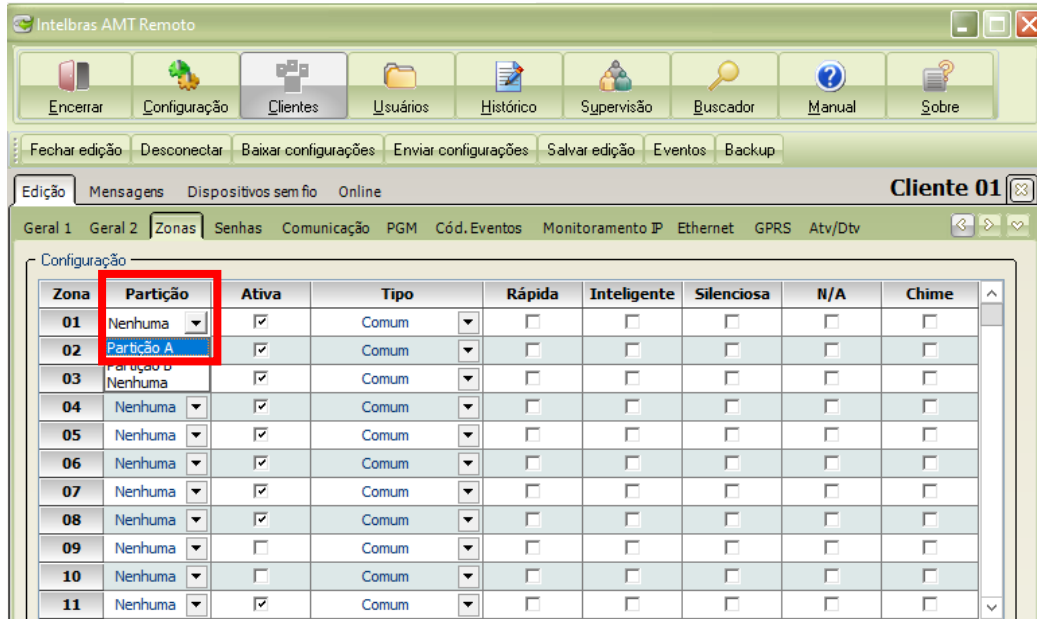 Intelbras AMT Remoto
Encerrar Configuração Clientes Usuários Histórico Supervisão Buscador Manual Sobre
Fechar edição Desconectar Baixar configurações Enviar configurações Salvar edição Eventos Backup
Edição Mensagens Dispositivos sem fio Online Cliente 01
Geral 1 Geral 2 Zonas Senhas Comunicação PGM Cód. Eventos Monitoramento IP Ethernet GPRS Atv/Dtv
Configuração
Zona Partição Ativa Tipo Rápida Inteligente Silenciosa N/A Chime
01 Nenhuma Comum
02 Partição A Comum
Partição B
03 Nenhuma Comum
04 Nenhuma Comum
05 Nenhuma Comum
06 Nenhuma Comum
07 Nenhuma Comum
08 Nenhuma Comum
09 Nenhuma Comum
10 Nenhuma Comum
11 Nenhuma Comum